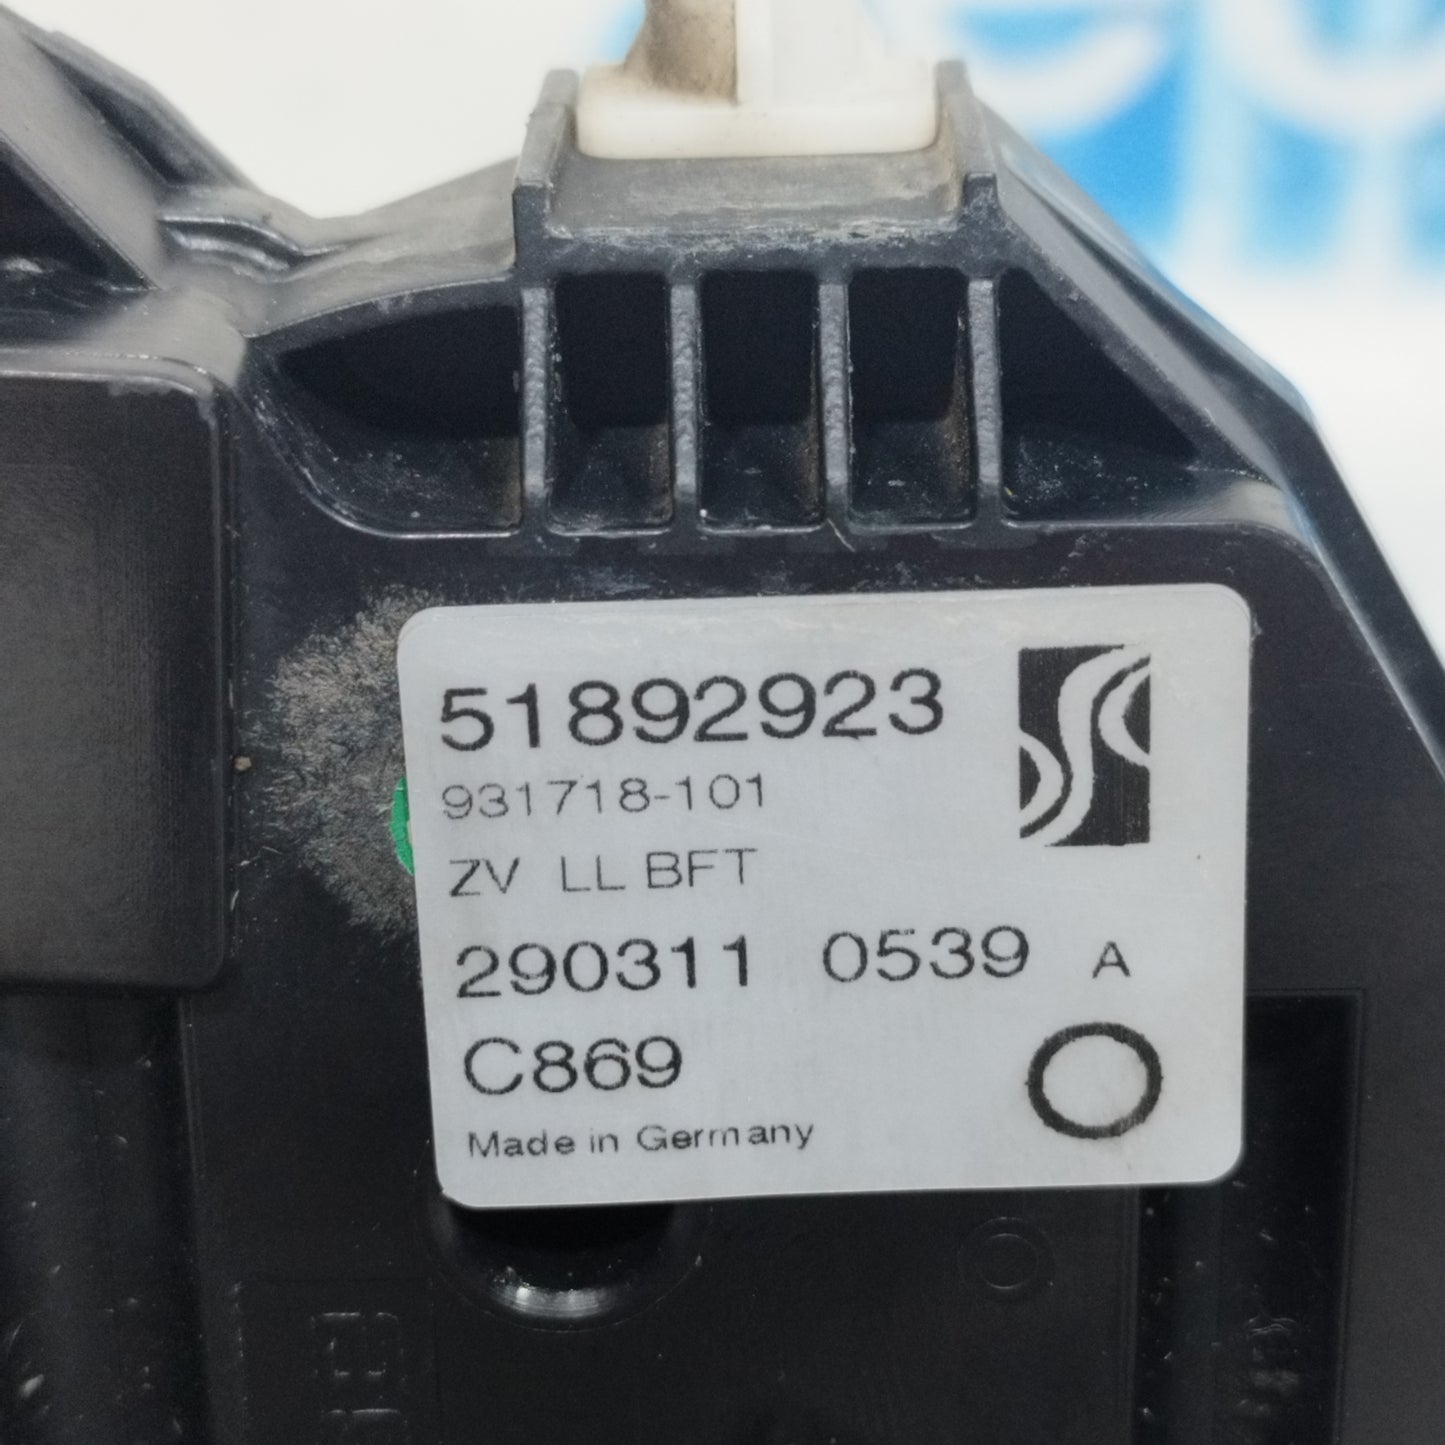 51892923
931718-101
ZV LL BFT
290311 0539 A
C869
Made in Germany